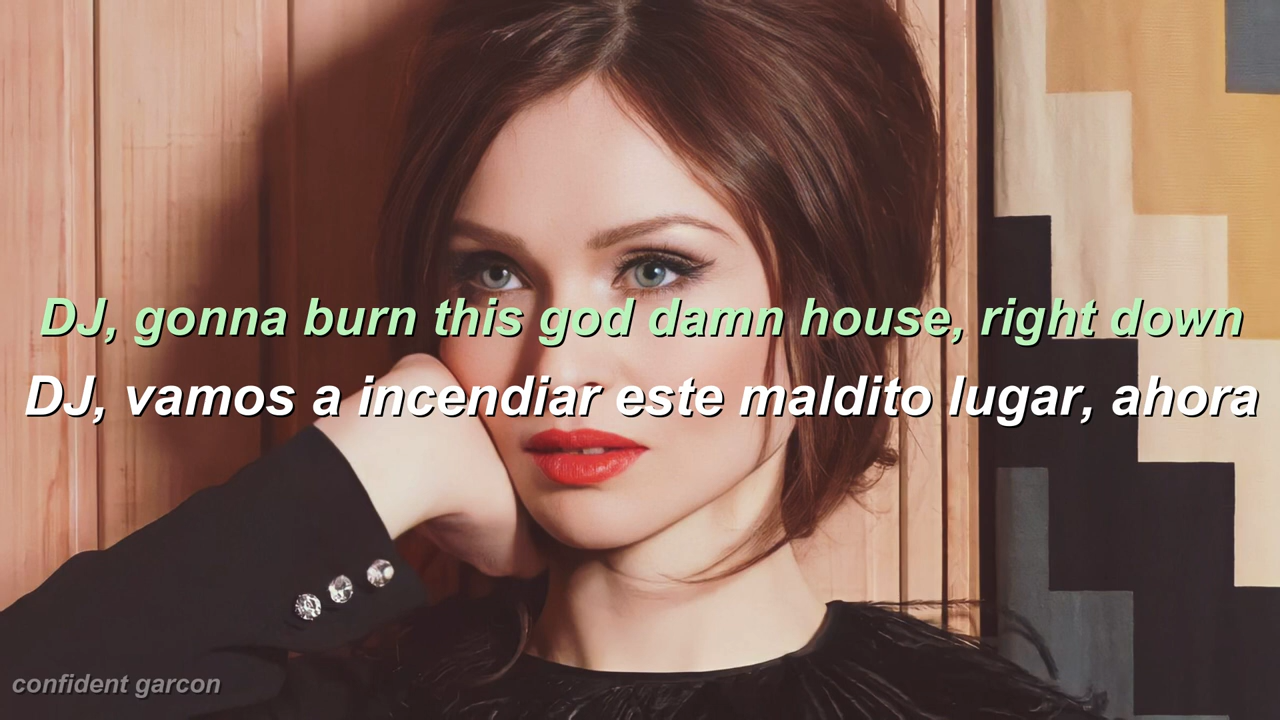 DJ, gonna burn this god damn house, right down
DJ, vamos a incendiar este maldito lugar, ahora
confident garcon